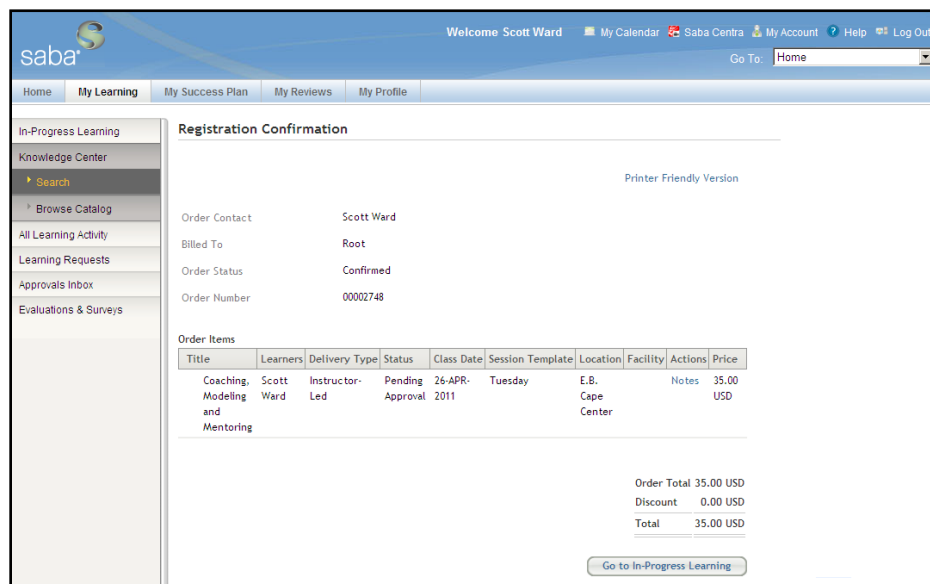 saba
Welcome Scott Ward My Calendar Saba Centra My Account ? Help Log Out
Go To: Home
Home My Learning My Success Plan My Reviews My Profile
In-Progress Learning
Knowledge Center
Search
Browse Catalog
All Learning Activity
Learning Requests
Approvals Inbox
Evaluations & Surveys
Registration Confirmation
Printer Friendly Version
Order Contact Scott Ward
Billed To Root
Order Status Confirmed
Order Number 00002748
Order Items
Title Learners Delivery Type Status Class Date Session Template Location Facility Actions Price
Coaching, Scott Instructor- Pending 26-APR- Tuesday E.B. Notes 35.00
Modeling Ward Led Approval 2011 Cape USD
and Center
Mentoring
Order Total 35.00 USD
Discount 0.00 USD
Total 35.00 USD
Go to In-Progress Learning